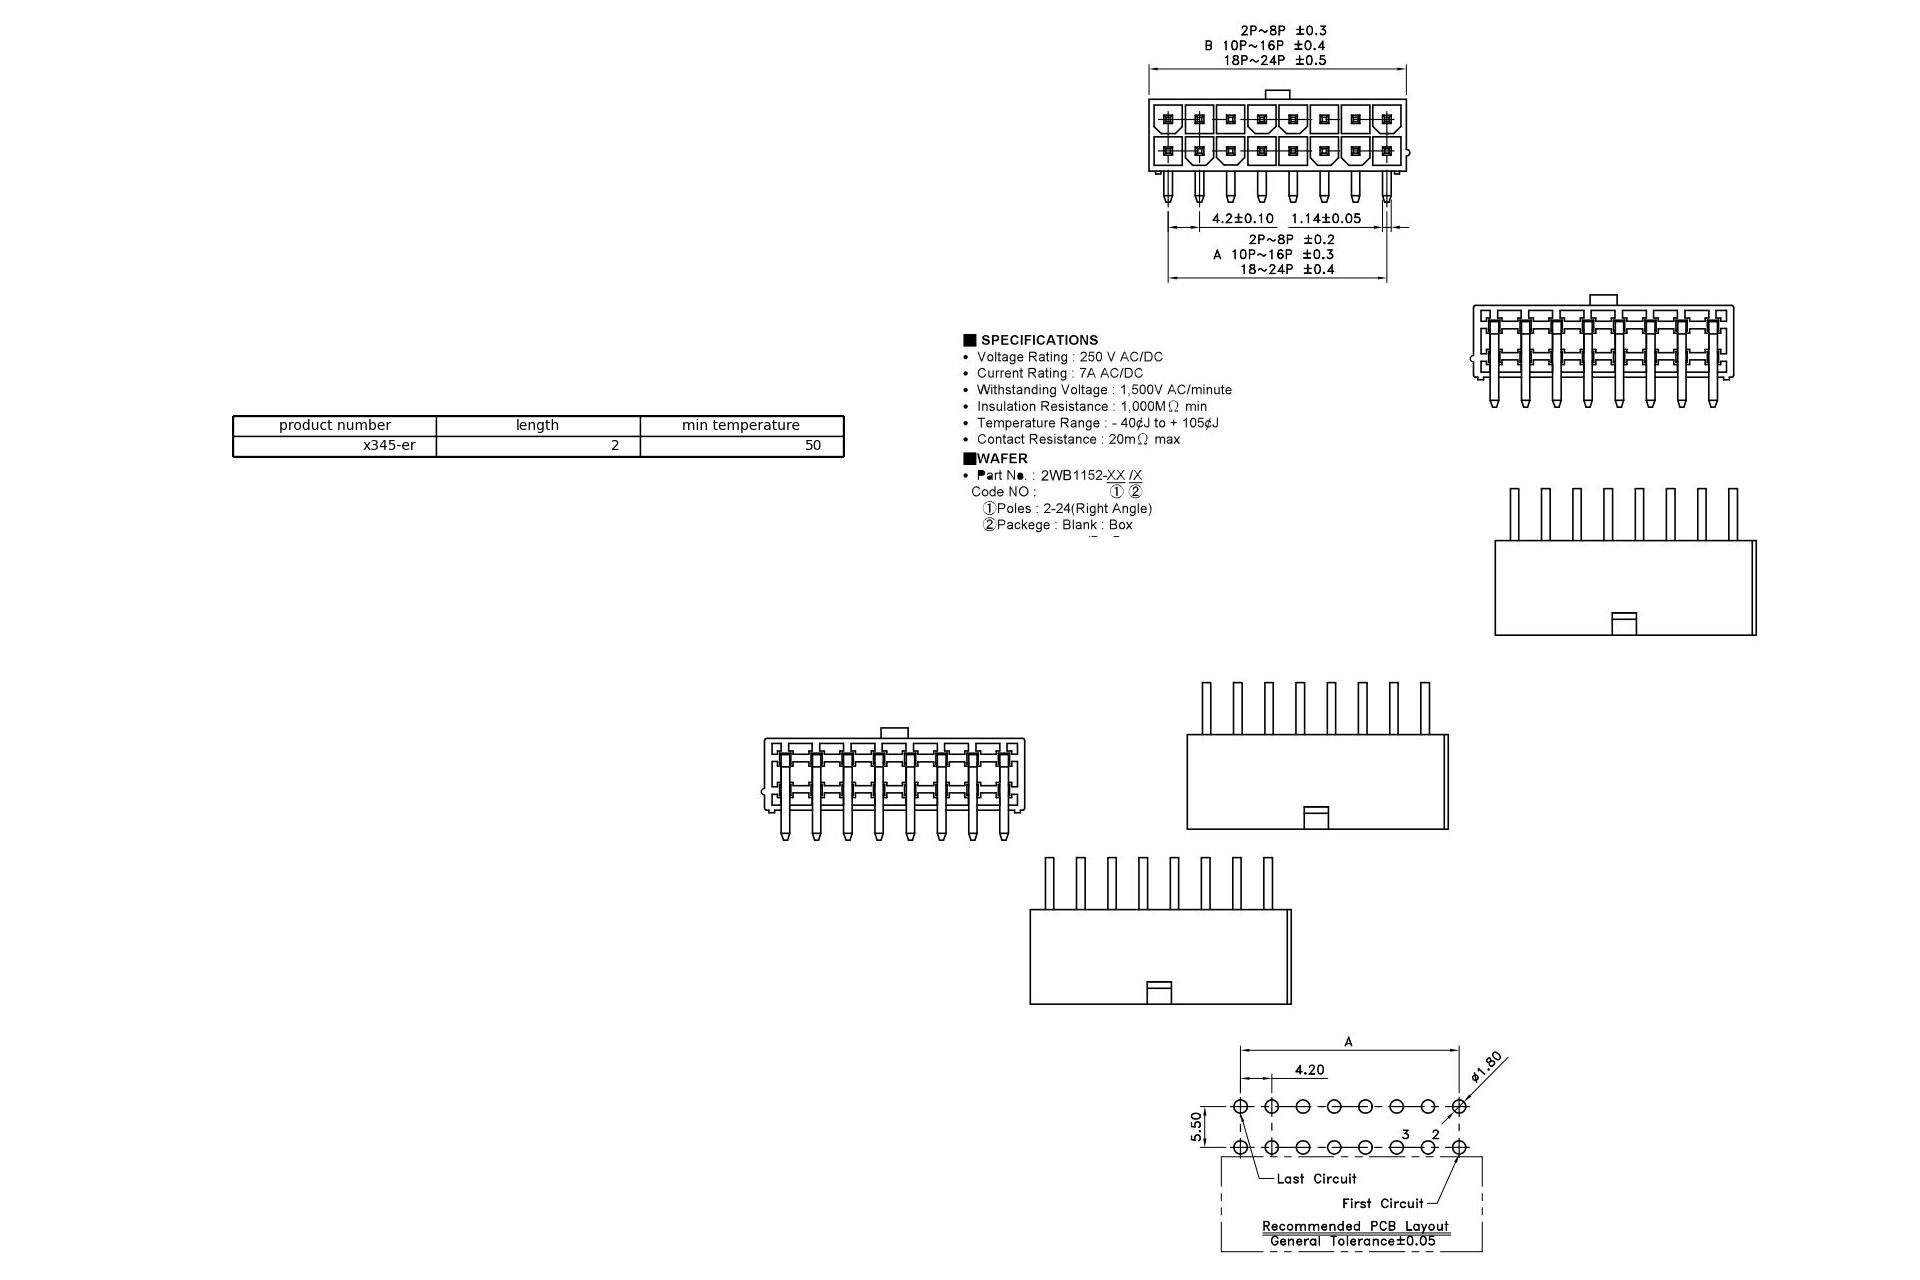 2P~8P ±0.3
B 10P~16P ±0.4
18P~24P ±0.5
4.2±0.10 1.14±0.05
2P~8P ±0.2
A 10P~16P ±0.3
18~24P ±0.4
■ SPECIFICATIONS
• Voltage Rating : 250 V AC/DC
• Current Rating : 7A AC/DC
• Withstanding Voltage : 1,500V AC/minute
• Insulation Resistance : 1,000MΩ min
• Temperature Range : - 40¢J to + 105¢J
• Contact Resistance : 20mΩ max
■WAFER
• Part No. : 2WB1152-XX /X
Code NO : ① ②
①Poles : 2-24(Right Angle)
②Packege : Blank : Box
product number length min temperature
x345-er 2 50
A
4.20
ø1.80
5.50
3 2
Last Circuit
First Circuit
Recommended PCB Layout
General Tolerance±0.05